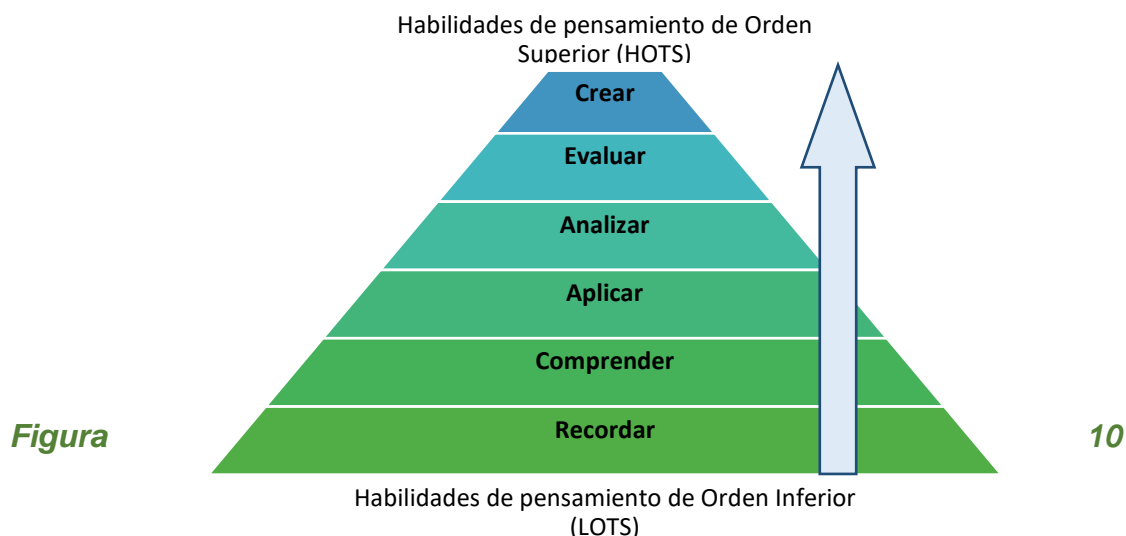 Habilidades de pensamiento de Orden
Superior (HOTS)
Crear
Evaluar
Analizar
Aplicar
Comprender
Recordar
Figura 10
Habilidades de pensamiento de Orden Inferior
(LOTS)